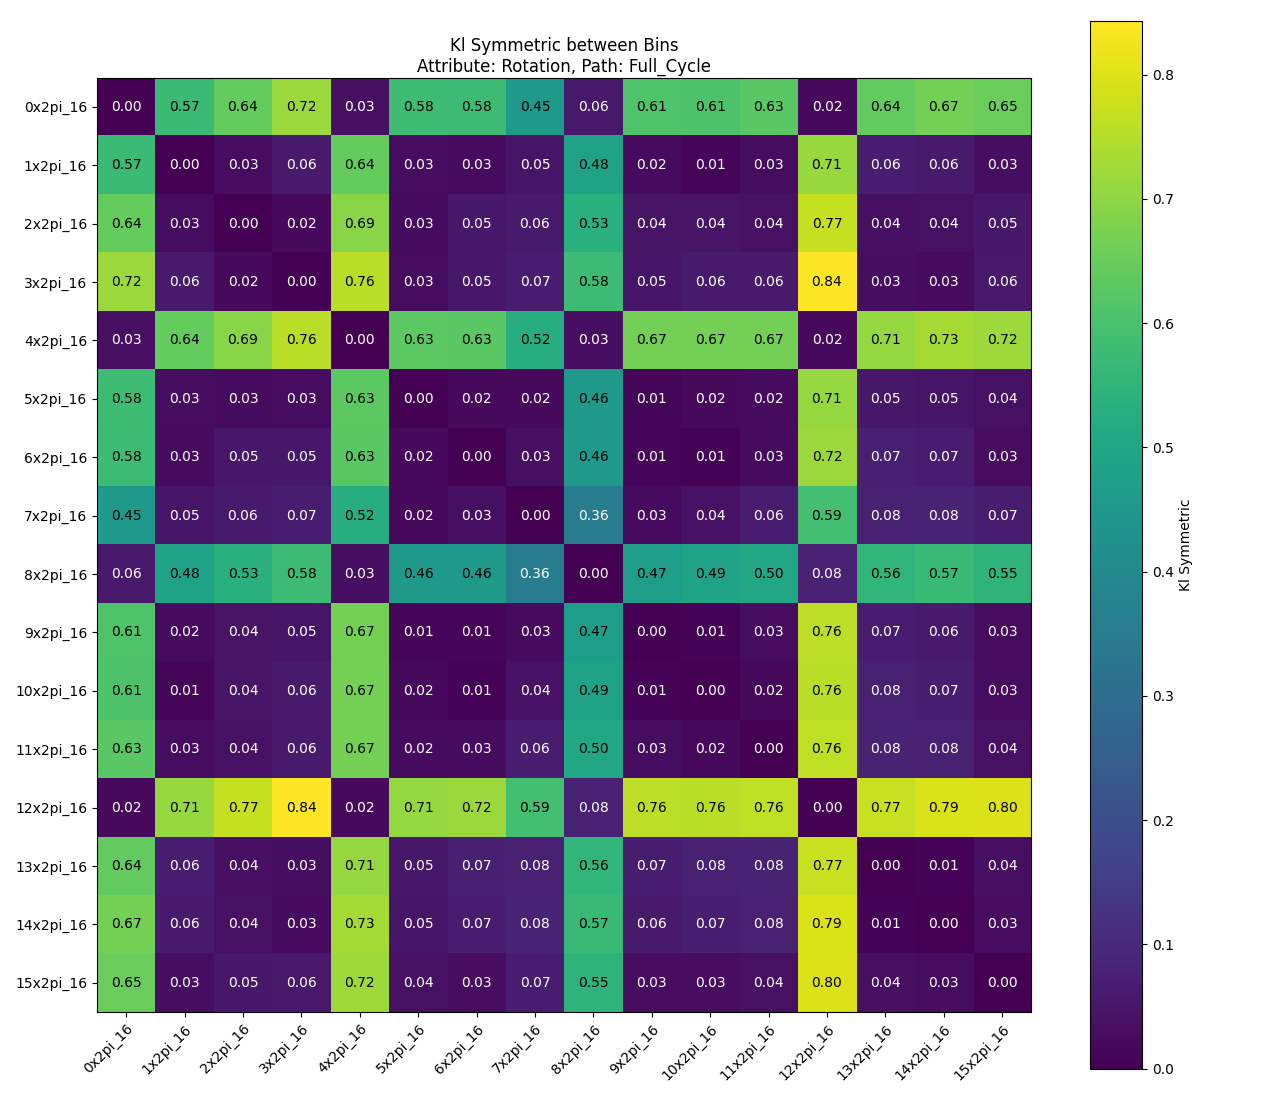 Kl Symmetric between Bins
Attribute: Rotation, Path: Full_Cycle
0x2pi_16 0.00 0.57 0.64 0.72 0.03 0.58 0.58 0.45 0.06 0.61 0.61 0.63 0.02 0.64 0.67 0.65
1x2pi_16 0.57 0.00 0.03 0.06 0.64 0.03 0.03 0.05 0.48 0.02 0.01 0.03 0.71 0.06 0.06 0.03
2x2pi_16 0.64 0.03 0.00 0.02 0.69 0.03 0.05 0.06 0.53 0.04 0.04 0.04 0.77 0.04 0.04 0.05
3x2pi_16 0.72 0.06 0.02 0.00 0.76 0.03 0.05 0.07 0.58 0.05 0.06 0.06 0.84 0.03 0.03 0.06
4x2pi_16 0.03 0.64 0.69 0.76 0.00 0.63 0.63 0.52 0.03 0.67 0.67 0.67 0.02 0.71 0.73 0.72
5x2pi_16 0.58 0.03 0.03 0.03 0.63 0.00 0.02 0.02 0.46 0.01 0.02 0.02 0.71 0.05 0.05 0.04
6x2pi_16 0.58 0.03 0.05 0.05 0.63 0.02 0.00 0.03 0.46 0.01 0.01 0.03 0.72 0.07 0.07 0.03
7x2pi_16 0.45 0.05 0.06 0.07 0.52 0.02 0.03 0.00 0.36 0.03 0.04 0.06 0.59 0.08 0.08 0.07
8x2pi_16 0.06 0.48 0.53 0.58 0.03 0.46 0.46 0.36 0.00 0.47 0.49 0.50 0.08 0.56 0.57 0.55
9x2pi_16 0.61 0.02 0.04 0.05 0.67 0.01 0.01 0.03 0.47 0.00 0.01 0.03 0.76 0.07 0.06 0.03
10x2pi_16 0.61 0.01 0.04 0.06 0.67 0.02 0.01 0.04 0.49 0.01 0.00 0.02 0.76 0.08 0.07 0.03
11x2pi_16 0.63 0.03 0.04 0.06 0.67 0.02 0.03 0.06 0.50 0.03 0.02 0.00 0.76 0.08 0.08 0.04
12x2pi_16 0.02 0.71 0.77 0.84 0.02 0.71 0.72 0.59 0.08 0.76 0.76 0.76 0.00 0.77 0.79 0.80
13x2pi_16 0.64 0.06 0.04 0.03 0.71 0.05 0.07 0.08 0.56 0.07 0.08 0.08 0.77 0.00 0.01 0.04
14x2pi_16 0.67 0.06 0.04 0.03 0.73 0.05 0.07 0.08 0.57 0.06 0.07 0.08 0.79 0.01 0.00 0.03
15x2pi_16 0.65 0.03 0.05 0.06 0.72 0.04 0.03 0.07 0.55 0.03 0.03 0.04 0.80 0.04 0.03 0.00
0x2pi_16 1x2pi_16 2x2pi_16 3x2pi_16 4x2pi_16 5x2pi_16 6x2pi_16 7x2pi_16 8x2pi_16 9x2pi_16 10x2pi_16 11x2pi_16 12x2pi_16 13x2pi_16 14x2pi_16 15x2pi_16
0.8
0.7
0.6
0.5
0.4
0.3
0.2
0.1
0.0
Kl Symmetric